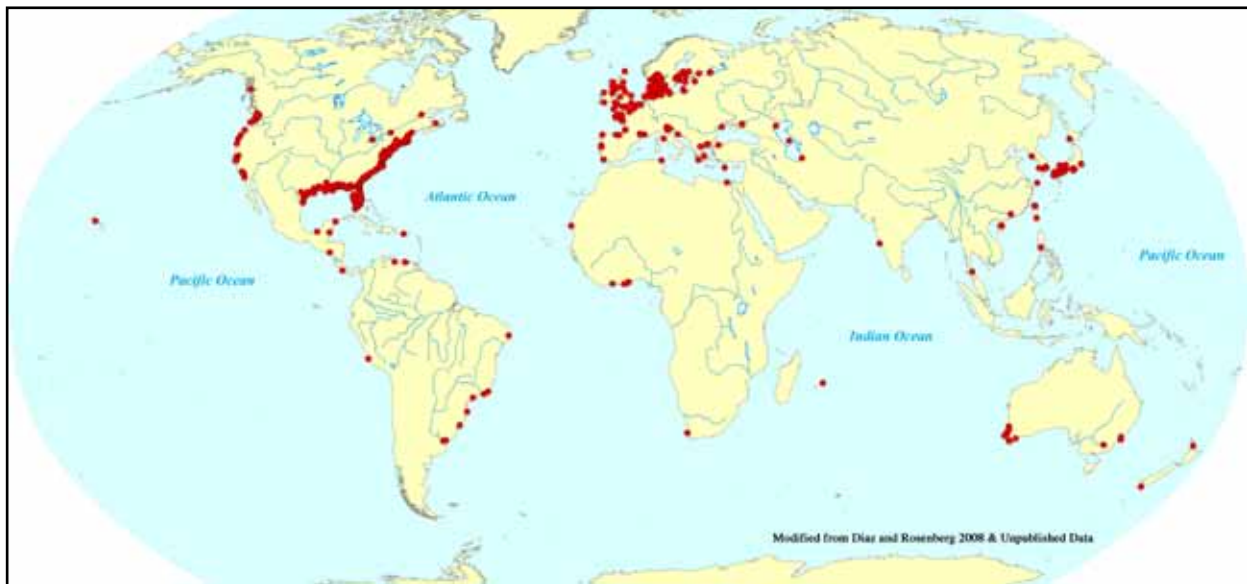 Atlantic Ocean
Pacific Ocean
Pacific Ocean
Indian Ocean
Modified from Diaz and Rosenberg 2008 & Unpublished Data